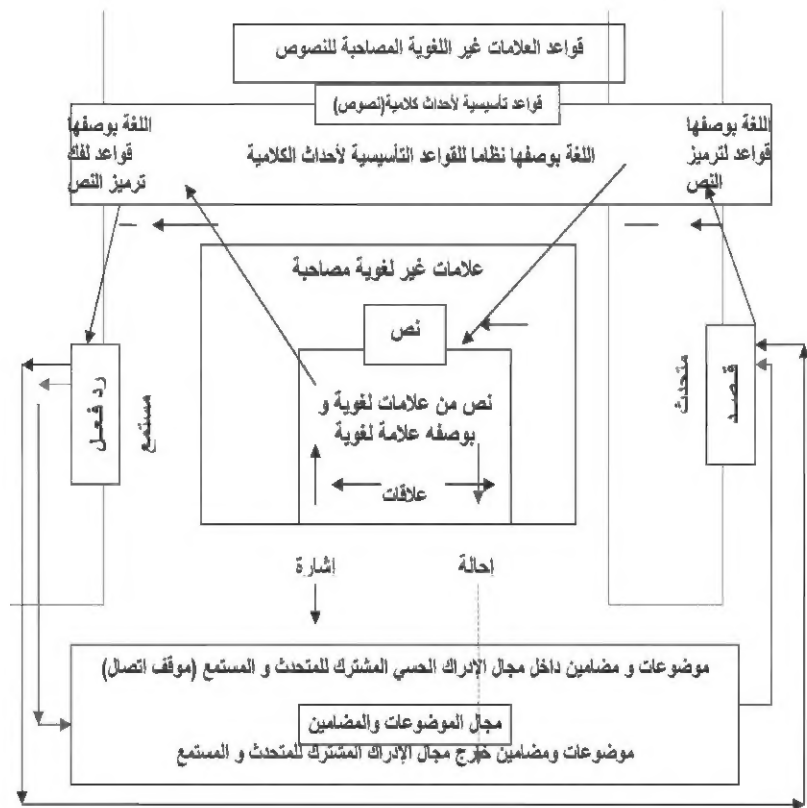 قواعد العلامات غير اللغوية المصاحبة للنصوص
قواعد تأسيسية لأحداث كلامية(نصوص)
اللغة بوصفها
قواعد لترميز
النص
اللغة بوصفها نظاما للقواعد التأسيسية لأحداث الكلامية
اللغة بوصفها
قواعد لفك
ترميز النص
علامات غير لغوية مصاحبة
نص
نص من علامات لغوية و
بوصفه علامة لغوية
علاقات
قـصـد
متحدث
مستمع
رد فـعـل
إحالة
إشارة
موضوعات و مضامين داخل مجال الإدراك الحسي المشترك للمتحدث و المستمع (موقف اتصال)
مجال الموضوعات والمضامين
موضوعات ومضامين خارج مجال الإدراك المشترك للمتحدث و المستمع